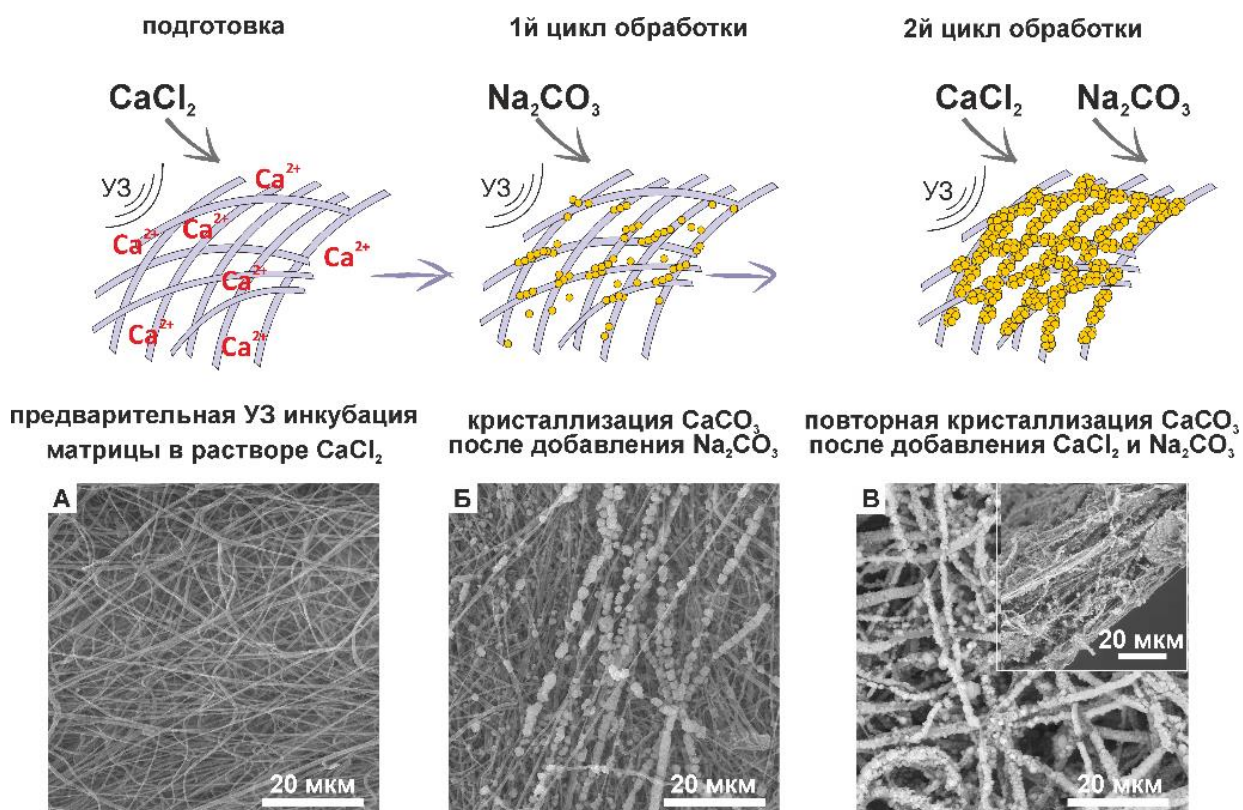 подготовка
1й цикл обработки
2й цикл обработки
CaCl₂
Na₂CO₃
CaCl₂ Na₂CO₃
УЗ
Ca²⁺
Ca²⁺
Ca²⁺
Ca²⁺
Ca²⁺
Ca²⁺
Ca²⁺
УЗ
УЗ
предварительная УЗ инкубация
матрицы в растворе CaCl₂
кристаллизация CaCO₃
после добавления Na₂CO₃
повторная кристаллизация CaCO₃
после добавления CaCl₂ и Na₂CO₃
А
20 мкм
Б
20 мкм
В
20 мкм
20 мкм